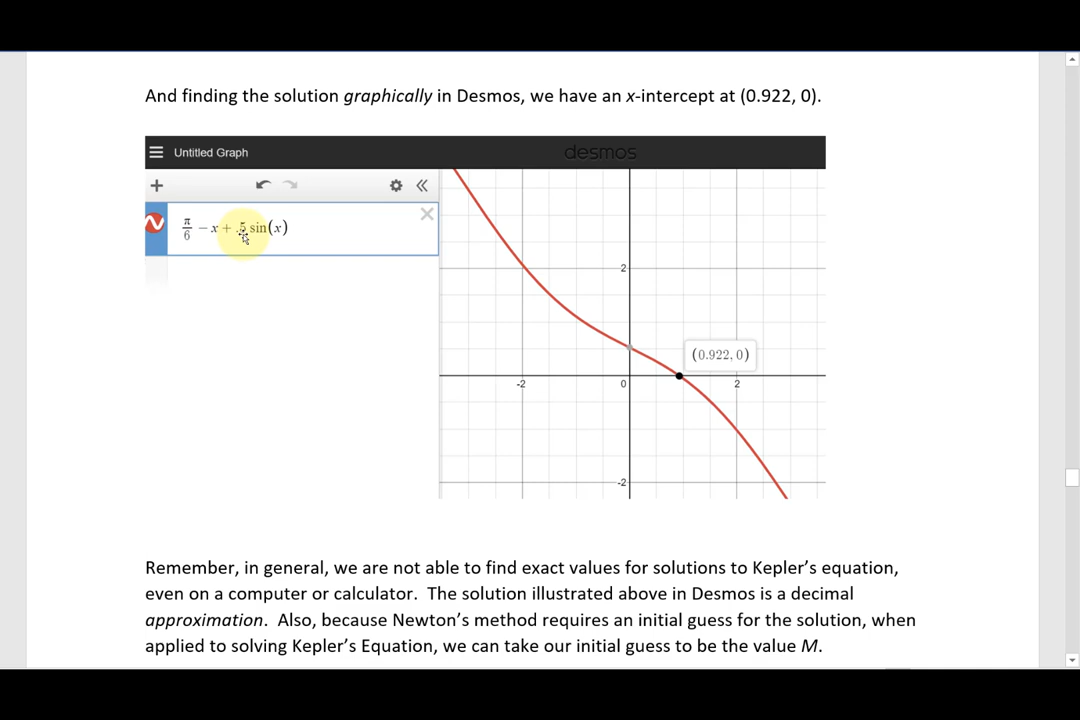 And finding the solution graphically in Desmos, we have an x-intercept at (0.922, 0).
Untitled Graph
desmos
π/6 − x + .5 sin(x)
2
(0.922, 0)
-2
0
2
-2
Remember, in general, we are not able to find exact values for solutions to Kepler’s equation,
even on a computer or calculator.  The solution illustrated above in Desmos is a decimal
approximation.  Also, because Newton’s method requires an initial guess for the solution, when
applied to solving Kepler’s Equation, we can take our initial guess to be the value M.